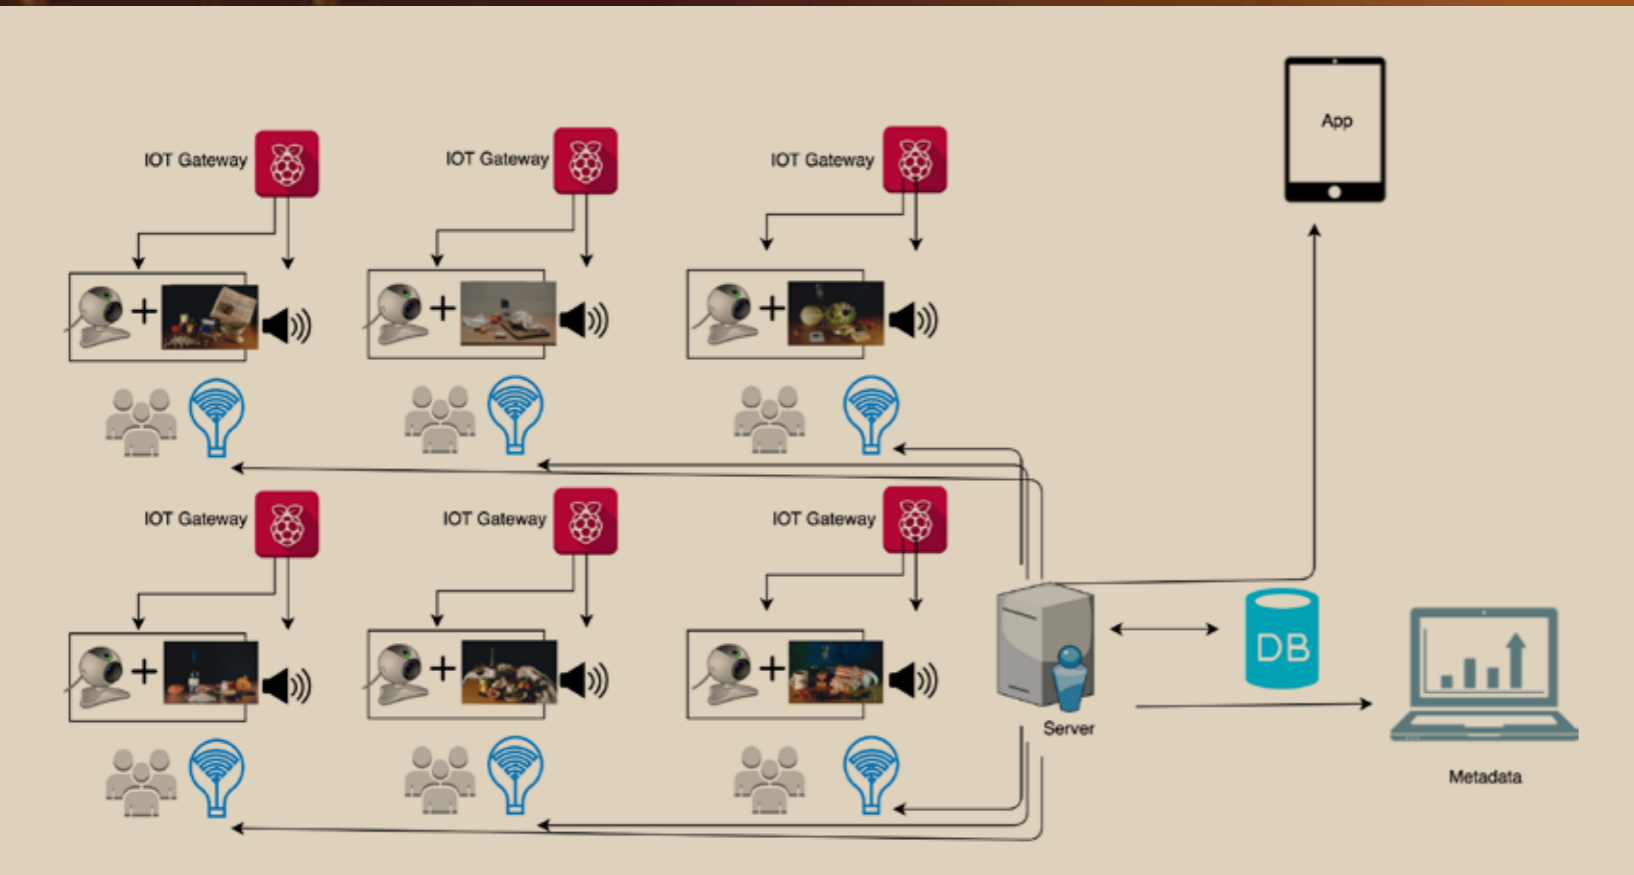 App
IOT Gateway
IOT Gateway
IOT Gateway
IOT Gateway
IOT Gateway
IOT Gateway
DB
Server
Metadata